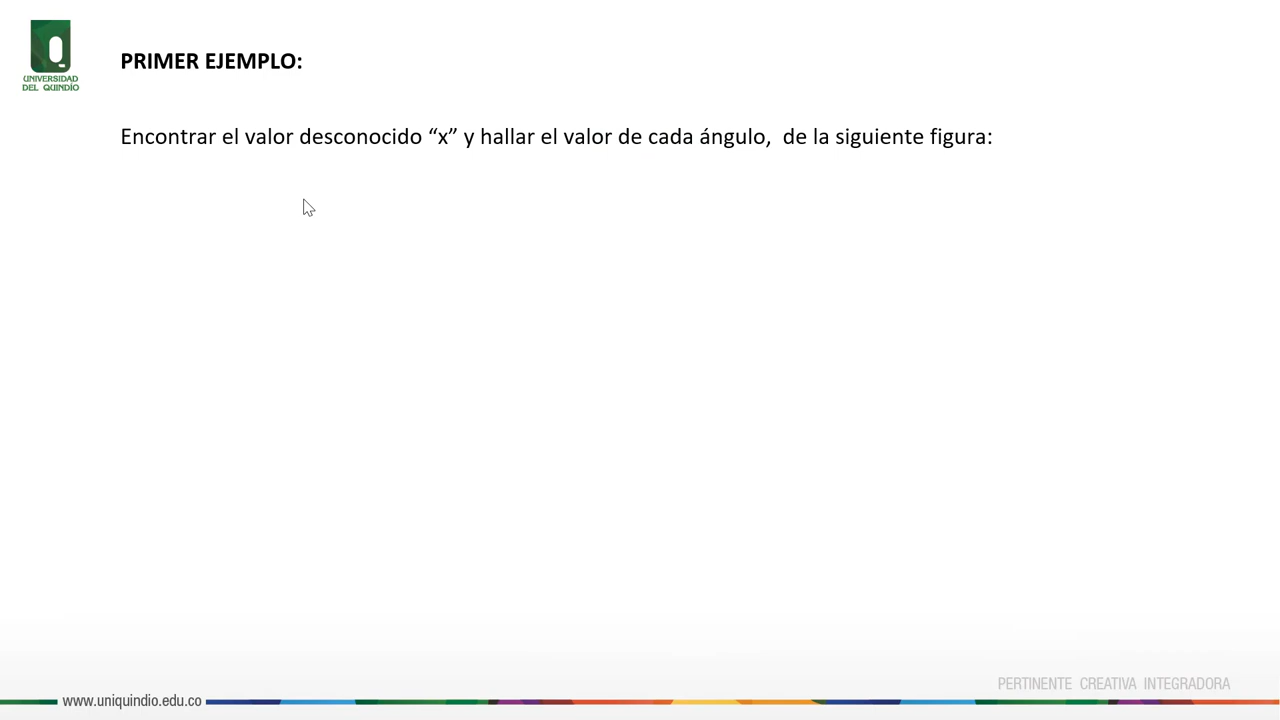 UNIVERSIDAD
DEL QUINDÍO
PRIMER EJEMPLO:
Encontrar el valor desconocido “x” y hallar el valor de cada ángulo, de la siguiente figura:
PERTINENTE CREATIVA INTEGRADORA
www.uniquindio.edu.co